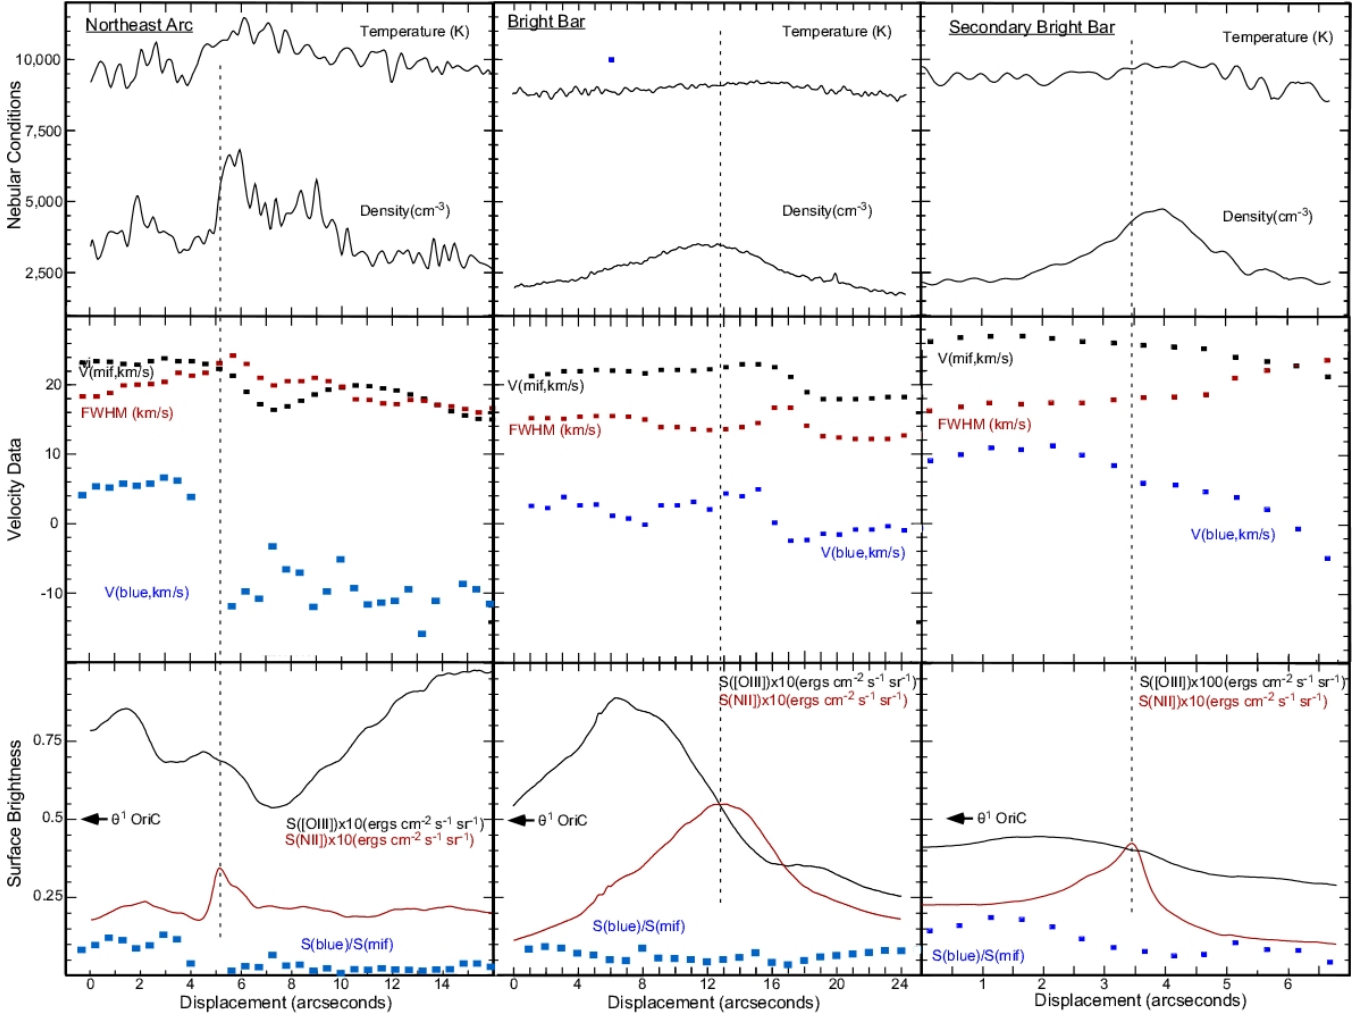 Northeast Arc
Temperature (K)
Bright Bar
Temperature (K)
Secondary Bright Bar
Temperature (K)
Nebular Conditions
10,000
7,500
5,000
2,500
Density(cm⁻³)
Density(cm⁻³)
Density(cm⁻³)
Velocity Data
20
10
0
-10
V(mif,km/s)
FWHM (km/s)
V(blue,km/s)
V(mif,km/s)
FWHM (km/s)
V(blue,km/s)
V(mif,km/s)
FWHM (km/s)
V(blue,km/s)
Surface Brightness
0.75
0.5
0.25
θ¹ OriC
S([OIII])x10(ergs cm⁻² s⁻¹ sr⁻¹)
S(NII])x10(ergs cm⁻² s⁻¹ sr⁻¹)
S(blue)/S(mif)
S([OIII])x10(ergs cm⁻² s⁻¹ sr⁻¹)
S(NII])x10(ergs cm⁻² s⁻¹ sr⁻¹)
θ¹ OriC
S(blue)/S(mif)
S([OIII])x100(ergs cm⁻² s⁻¹ sr⁻¹)
S(NII])x10(ergs cm⁻² s⁻¹ sr⁻¹)
θ¹ OriC
S(blue)/S(mif)
0 2 4 6 8 10 12 14
Displacement (arcseconds)
0 2 4 6 8 10 12 14 16 18 20 22 24
Displacement (arcseconds)
1 2 3 4 5 6
Displacement (arcseconds)